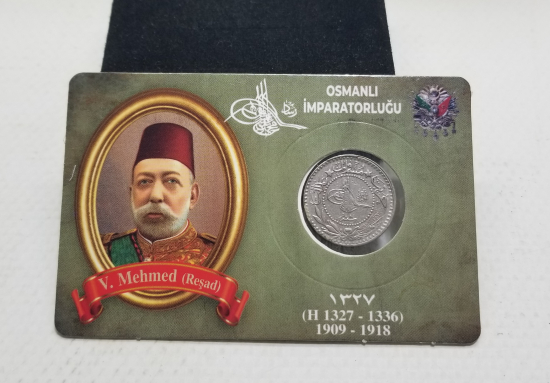 OSMANLI
İMPARATORLUĞU
V. Mehmed (Reşad)
١٣٢٧
(H 1327 - 1336)
1909 - 1918